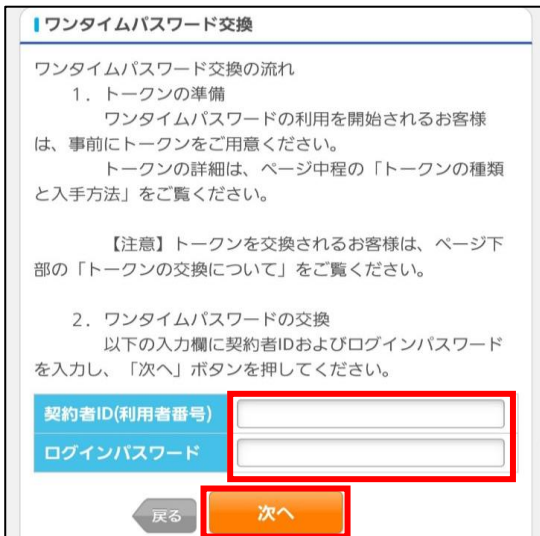 ワンタイムパスワード交換
ワンタイムパスワード交換の流れ
1．トークンの準備
ワンタイムパスワードの利用を開始されるお客様
は、事前にトークンをご用意ください。
トークンの詳細は、ページ中程の「トークンの種類
と入手方法」をご覧ください。
【注意】トークンを交換されるお客様は、ページ下
部の「トークンの交換について」をご覧ください。
2．ワンタイムパスワードの交換
以下の入力欄に契約者IDおよびログインパスワード
を入力し、「次へ」ボタンを押してください。
契約者ID(利用者番号)
ログインパスワード
戻る 次へ